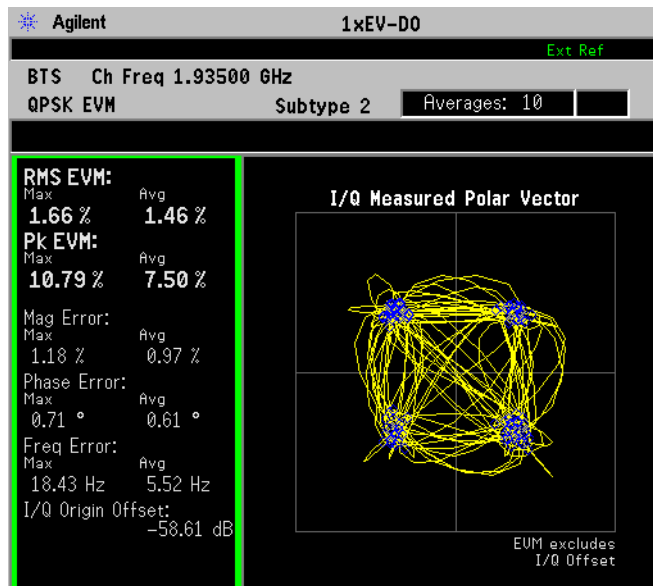 Agilent 1xEV-DO
Ext Ref
BTS Ch Freq 1.93500 GHz
QPSK EVM Subtype 2 Averages: 10
RMS EVM:
Max Avg
1.66 % 1.46 %
Pk EVM:
Max Avg
10.79 % 7.50 %
Mag Error:
Max Avg
1.18 % 0.97 %
Phase Error:
Max Avg
0.71 ° 0.61 °
Freq Error:
Max Avg
18.43 Hz 5.52 Hz
I/Q Origin Offset:
-58.61 dB
I/Q Measured Polar Vector
EVM excludes
I/Q Offset